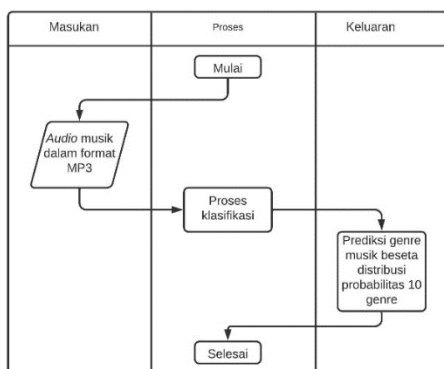 Masukan
Proses
Keluaran
Mulai
Audio musik
dalam format
MP3
Proses
klasifikasi
Prediksi genre
musik beseta
distribusi
probabilitas 10
genre
Selesai